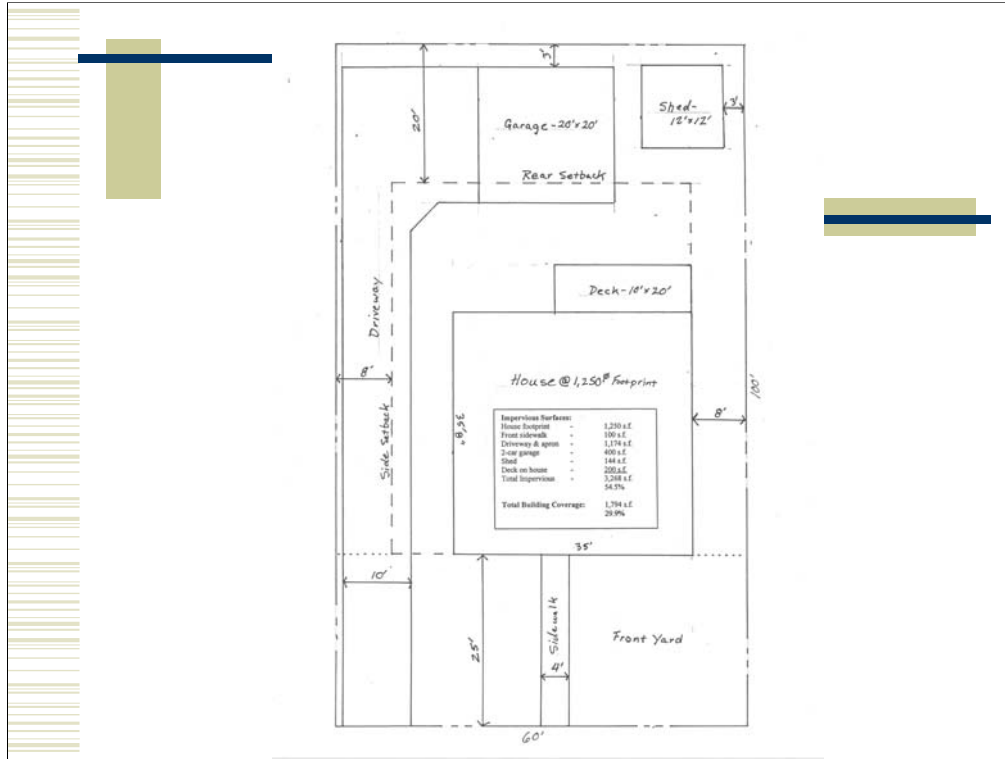 3'
20'
Garage-20'x20'
Shed-
12'x12'
3'
Rear Setback
Driveway
Deck-10'x20'
8'
House @ 1,250 Footprint
100'
8'
35'8"
Side Setback
Impervious Surfaces:
House footprint - 1,250 s.f.
Front sidewalk - 100 s.f.
Driveway & apron - 1,174 s.f.
2-car garage - 400 s.f.
Shed - 144 s.f.
Deck on house - 200 s.f.
Total Impervious - 3,268 s.f.
54.5%
Total Building Coverage: 1,794 s.f.
29.9%
35'
10'
25'
Sidewalk
4'
Front Yard
60'